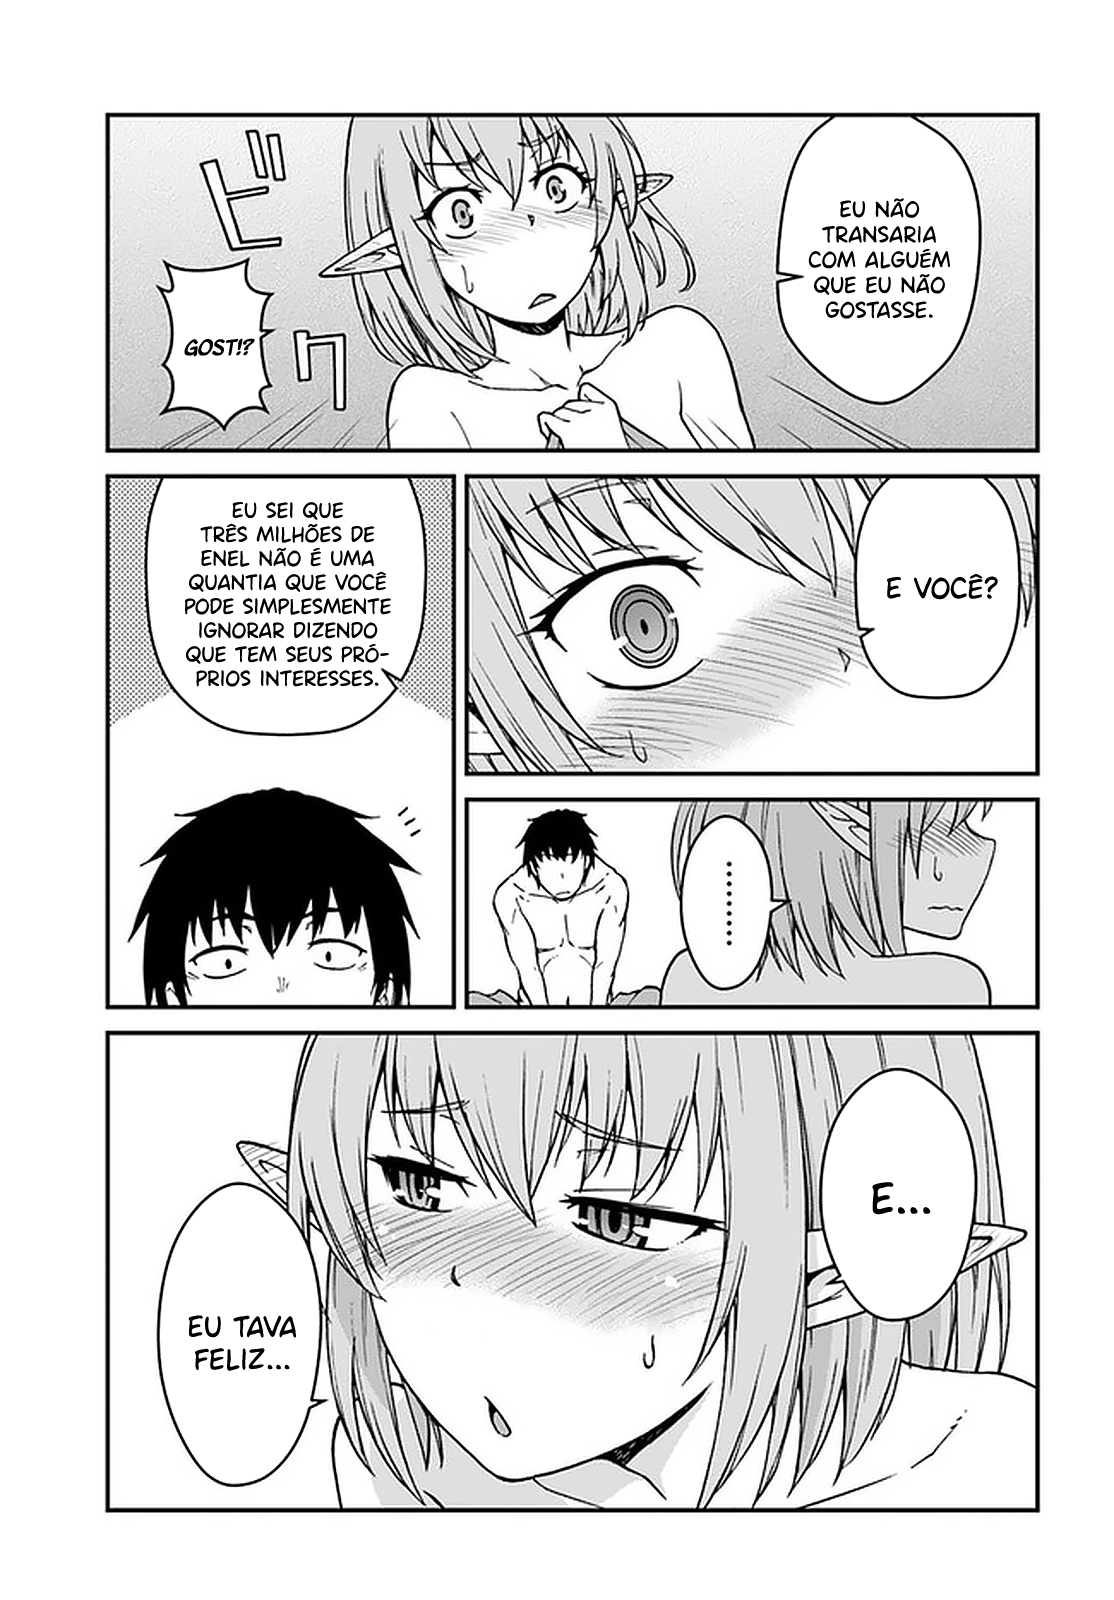 EU NÃO
TRANSARIA
COM ALGUÉM
QUE EU NÃO
GOSTASSE.
ビクッ
GOST!?
E VOCÊ?
EU SEI QUE
TRÊS MILHÕES DE
ENEL NÃO É UMA
QUANTIA QUE VOCÊ
PODE SIMPLESMENTE
IGNORAR DIZENDO
QUE TEM SEUS PRÓ-
PRIOS INTERESSES.
.........
E...
EU TAVA
FELIZ...